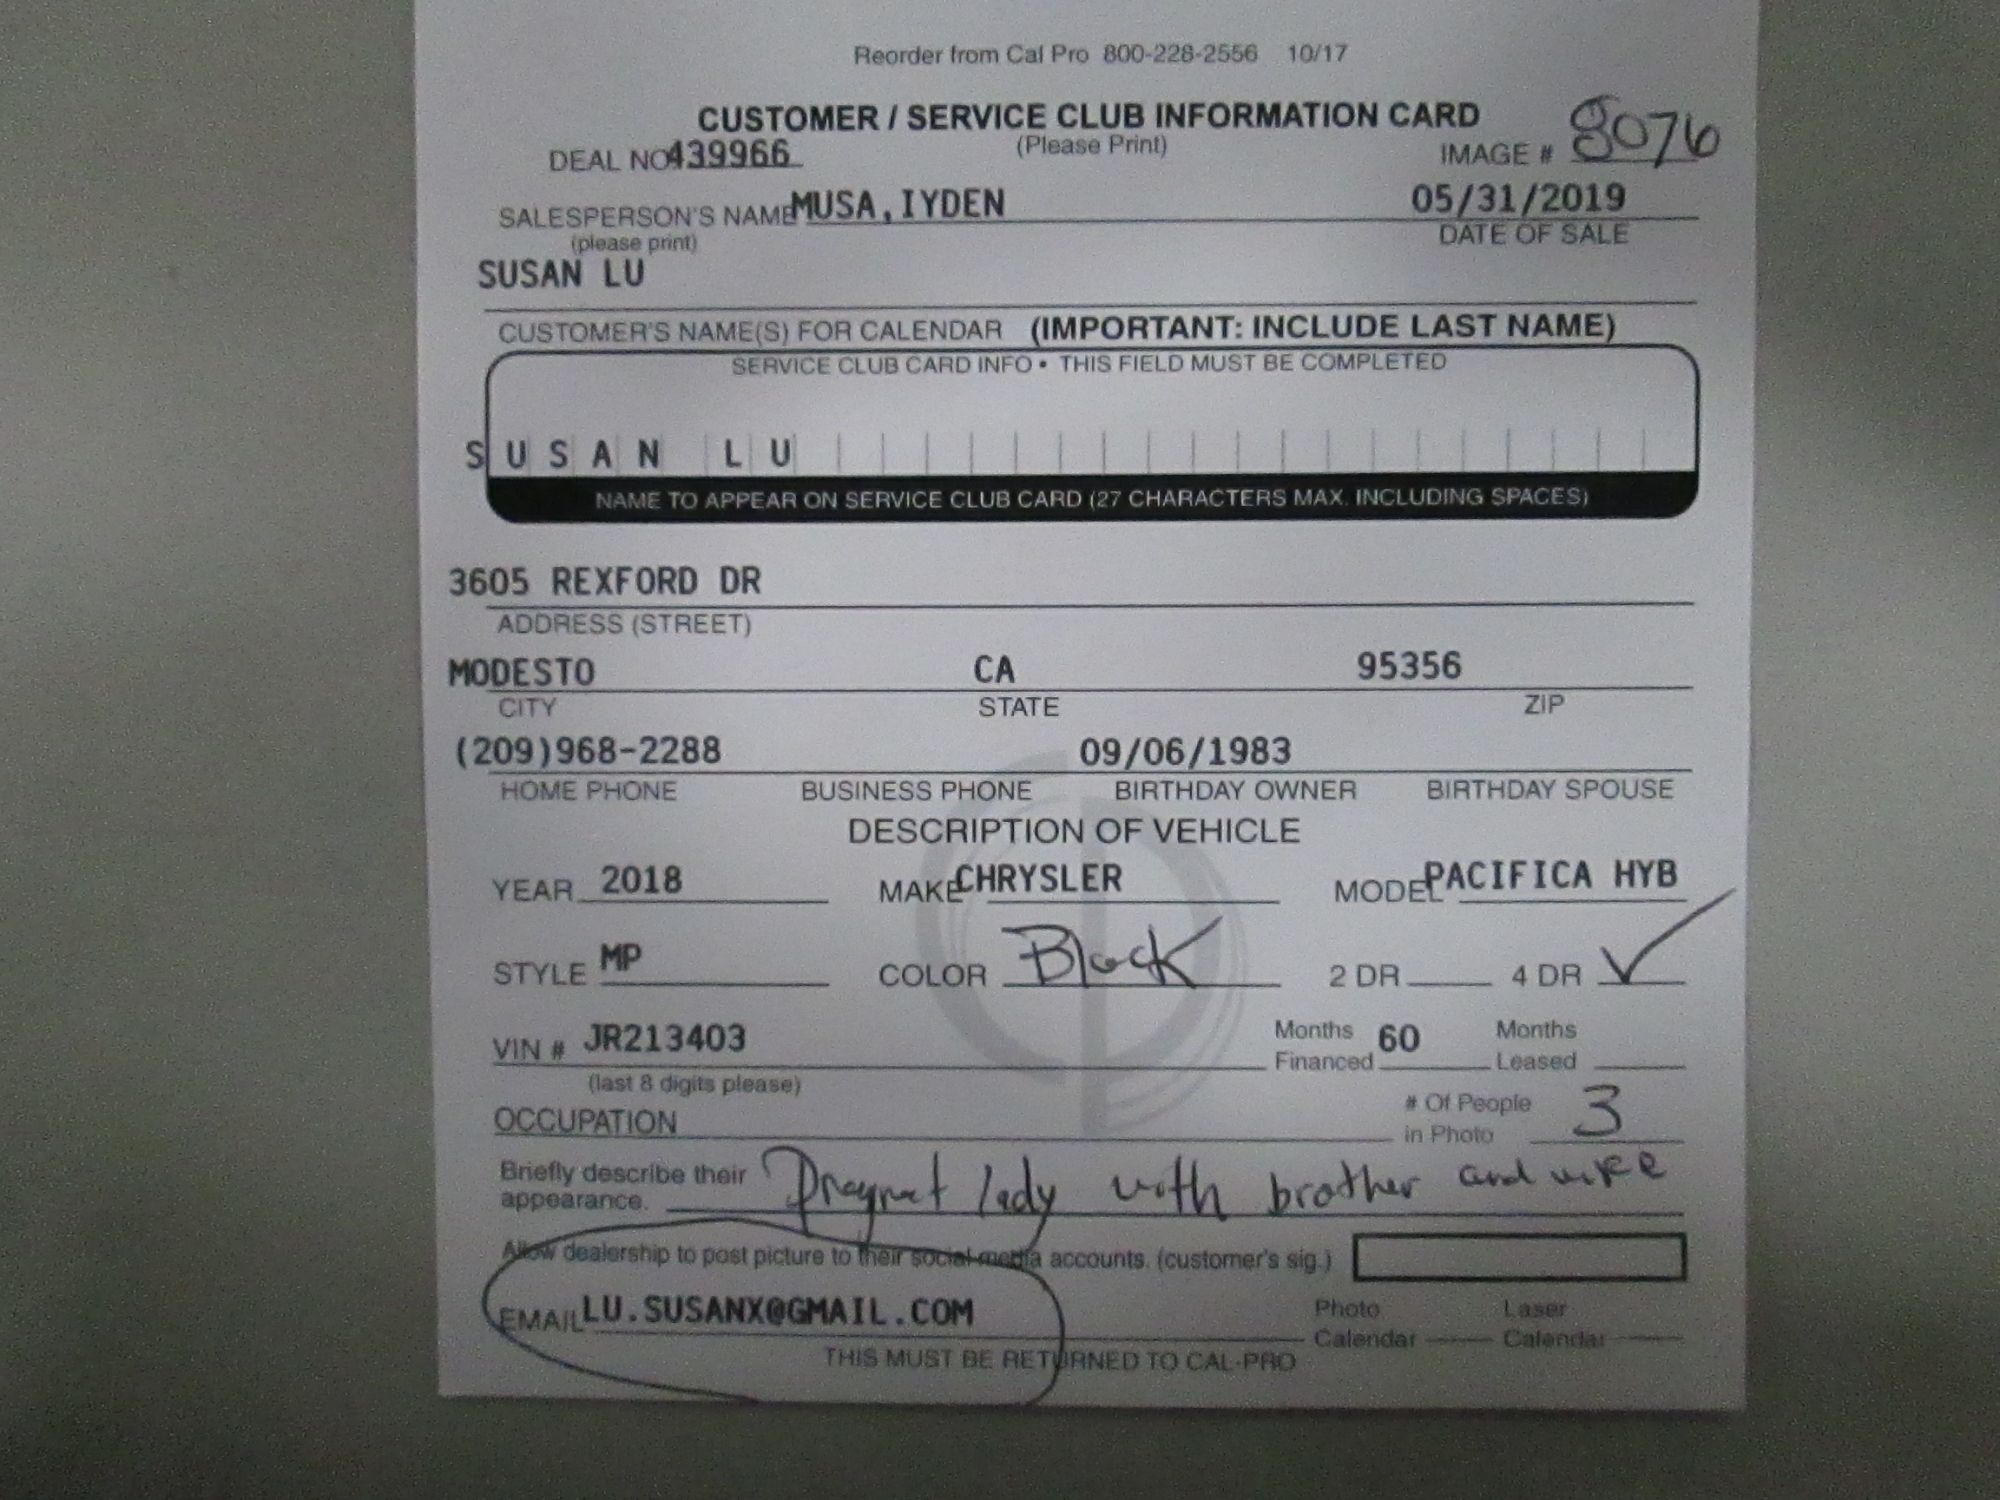 Reorder from Cal Pro 800-228-2556 10/17
CUSTOMER / SERVICE CLUB INFORMATION CARD
(Please Print)
DEAL NO 439966 IMAGE # 8076
SALESPERSON'S NAME MUSA, IYDEN 05/31/2019
(please print) DATE OF SALE
SUSAN LU
CUSTOMER'S NAME(S) FOR CALENDAR (IMPORTANT: INCLUDE LAST NAME)
SERVICE CLUB CARD INFO • THIS FIELD MUST BE COMPLETED
SUSAN LU
NAME TO APPEAR ON SERVICE CLUB CARD (27 CHARACTERS MAX. INCLUDING SPACES)
3605 REXFORD DR
ADDRESS (STREET)
MODESTO CA 95356
CITY STATE ZIP
(209)968-2288 09/06/1983
HOME PHONE BUSINESS PHONE BIRTHDAY OWNER BIRTHDAY SPOUSE
DESCRIPTION OF VEHICLE
YEAR 2018 MAKE CHRYSLER MODEL PACIFICA HYB
STYLE MP COLOR Black 2 DR 4 DR ✓
VIN # JR213403 Months Financed 60 Months Leased
(last 8 digits please)
OCCUPATION # Of People in Photo 3
Briefly describe their appearance. Pregnat lady with brother and wife
Allow dealership to post picture to their social media accounts. (customer's sig.)
EMAIL LU.SUSANX@GMAIL.COM Photo Calendar Laser Calendar
THIS MUST BE RETURNED TO CAL-PRO